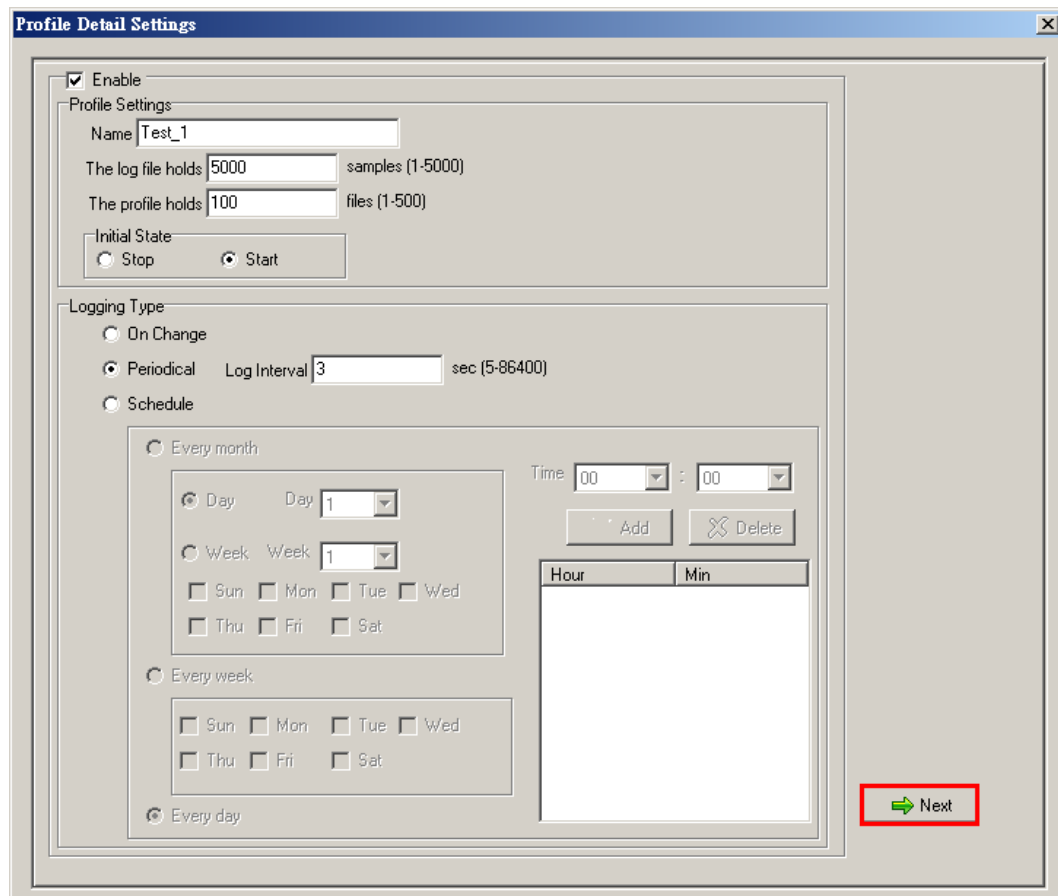 Profile Detail Settings
Enable
Profile Settings
Name Test_1
The log file holds 5000 samples (1-5000)
The profile holds 100 files (1-500)
Initial State
Stop Start
Logging Type
On Change
Periodical Log Interval 3 sec (5-86400)
Schedule
Every month
Day Day 1
Week Week 1
Sun Mon Tue Wed
Thu Fri Sat
Every week
Sun Mon Tue Wed
Thu Fri Sat
Every day
Time 00 : 00
Add Delete
Hour Min
Next